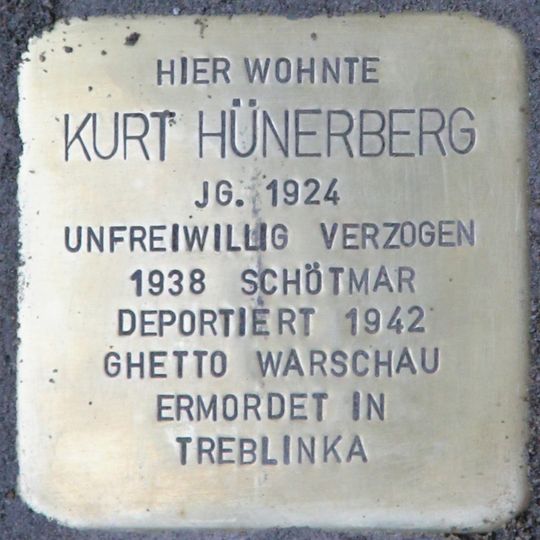 HIER WOHNTE
KURT HÜNERBERG
JG. 1924
UNFREIWILLIG VERZOGEN
1938 SCHÖTMAR
DEPORTIERT 1942
GHETTO WARSCHAU
ERMORDET IN
TREBLINKA